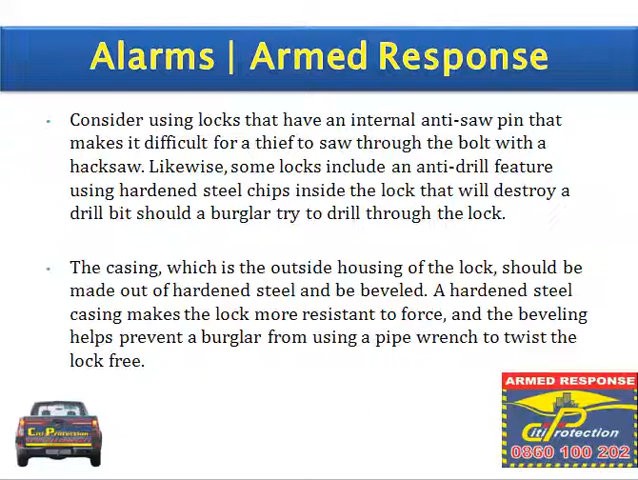 Alarms | Armed Response
• Consider using locks that have an internal anti-saw pin that
makes it difficult for a thief to saw through the bolt with a
hacksaw. Likewise, some locks include an anti-drill feature
using hardened steel chips inside the lock that will destroy a
drill bit should a burglar try to drill through the lock.
• The casing, which is the outside housing of the lock, should be
made out of hardened steel and be beveled. A hardened steel
casing makes the lock more resistant to force, and the beveling
helps prevent a burglar from using a pipe wrench to twist the
lock free.
Citi Protection
ARMED RESPONSE
Citi Protection
0860 100 202